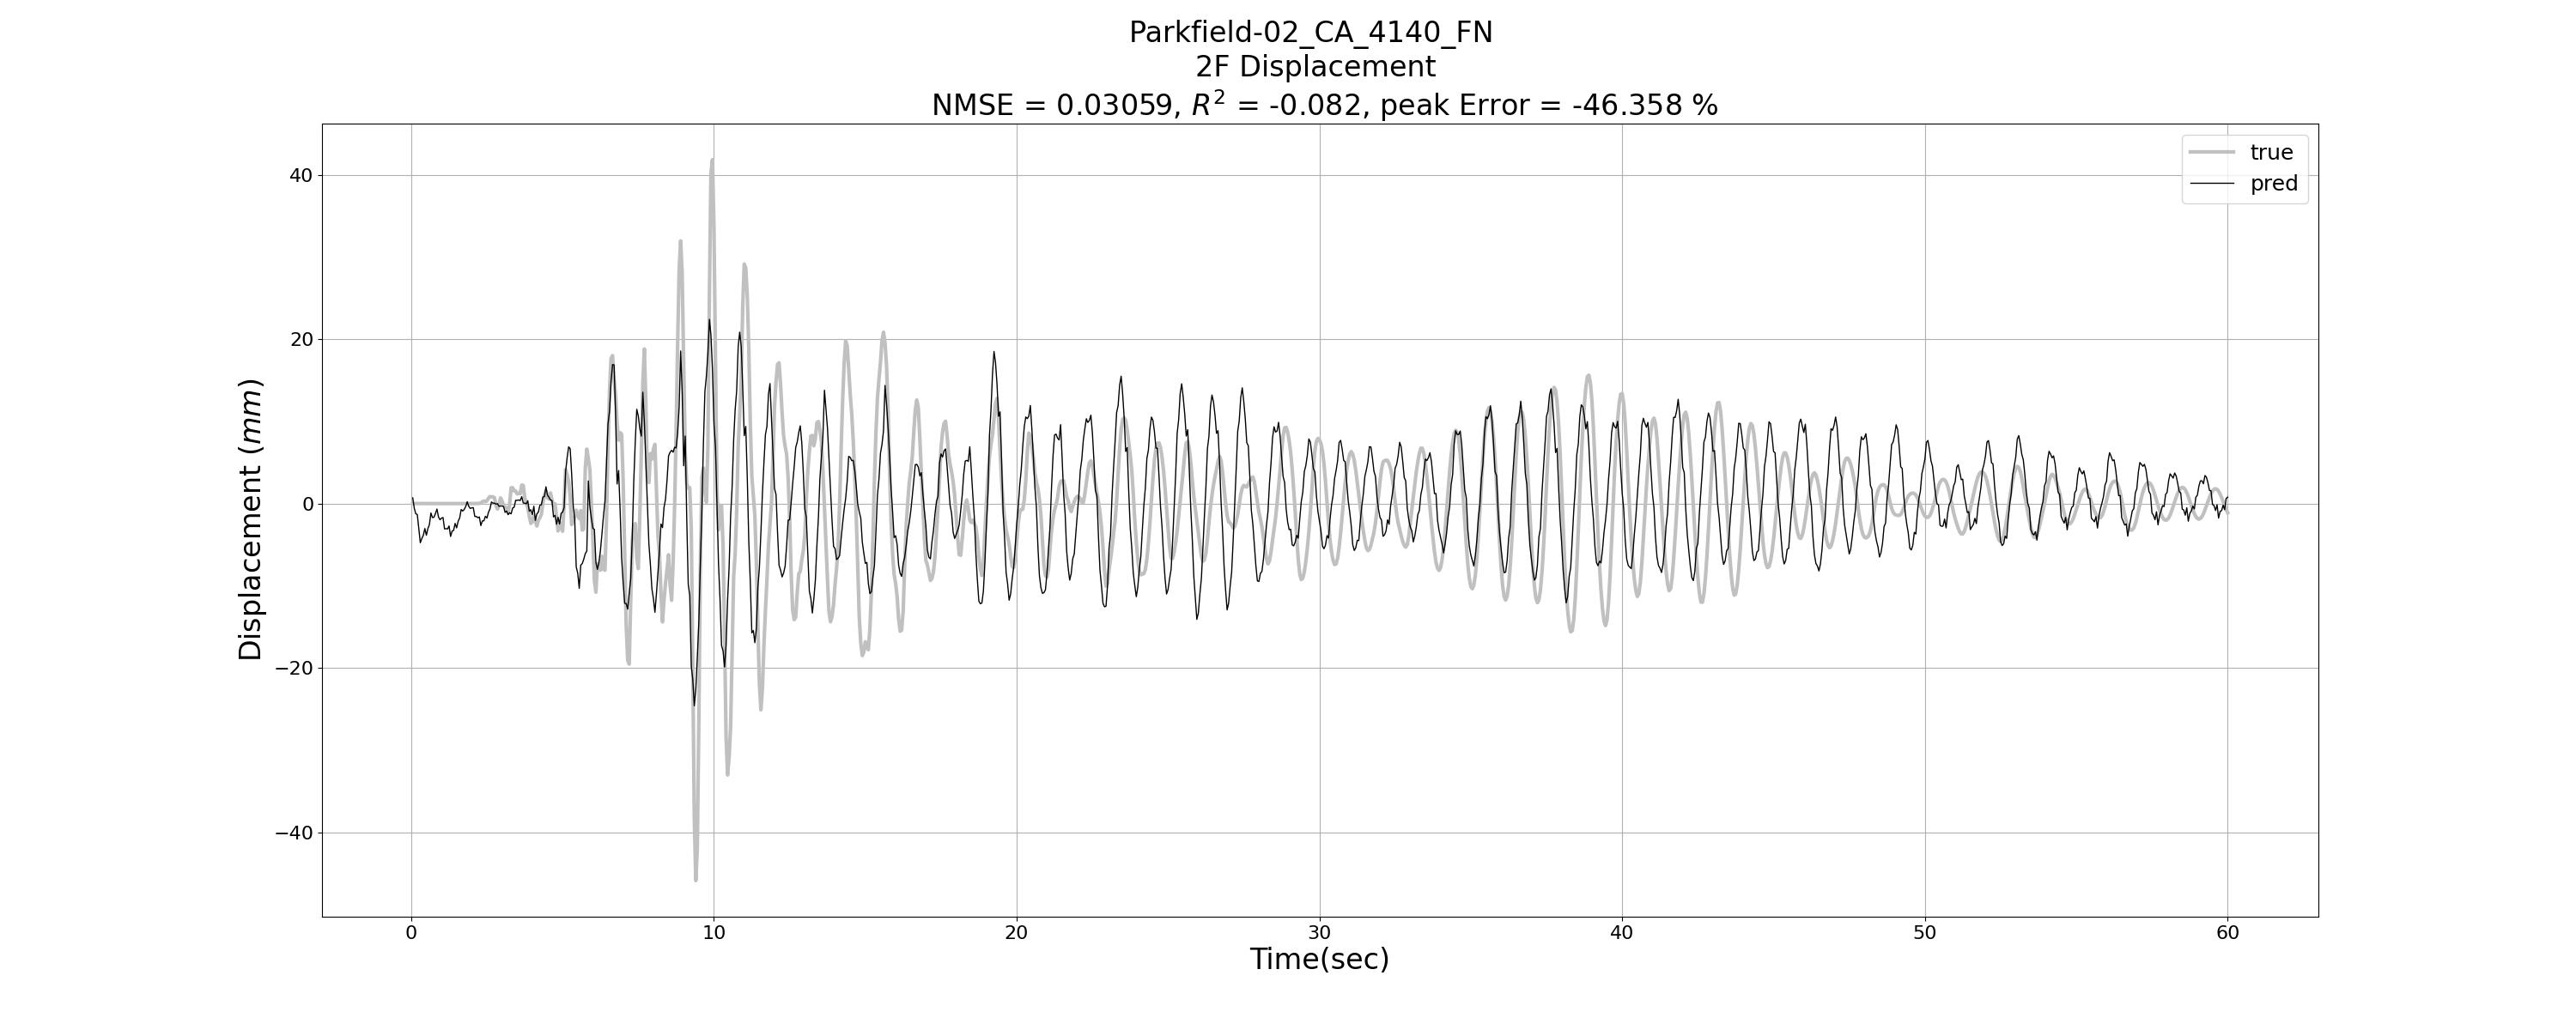 Parkfield-02_CA_4140_FN
2F Displacement
NMSE = 0.03059, R² = -0.082, peak Error = -46.358 %
true
pred
Displacement (mm)
40
20
0
−20
−40
0 10 20 30 40 50 60
Time(sec)